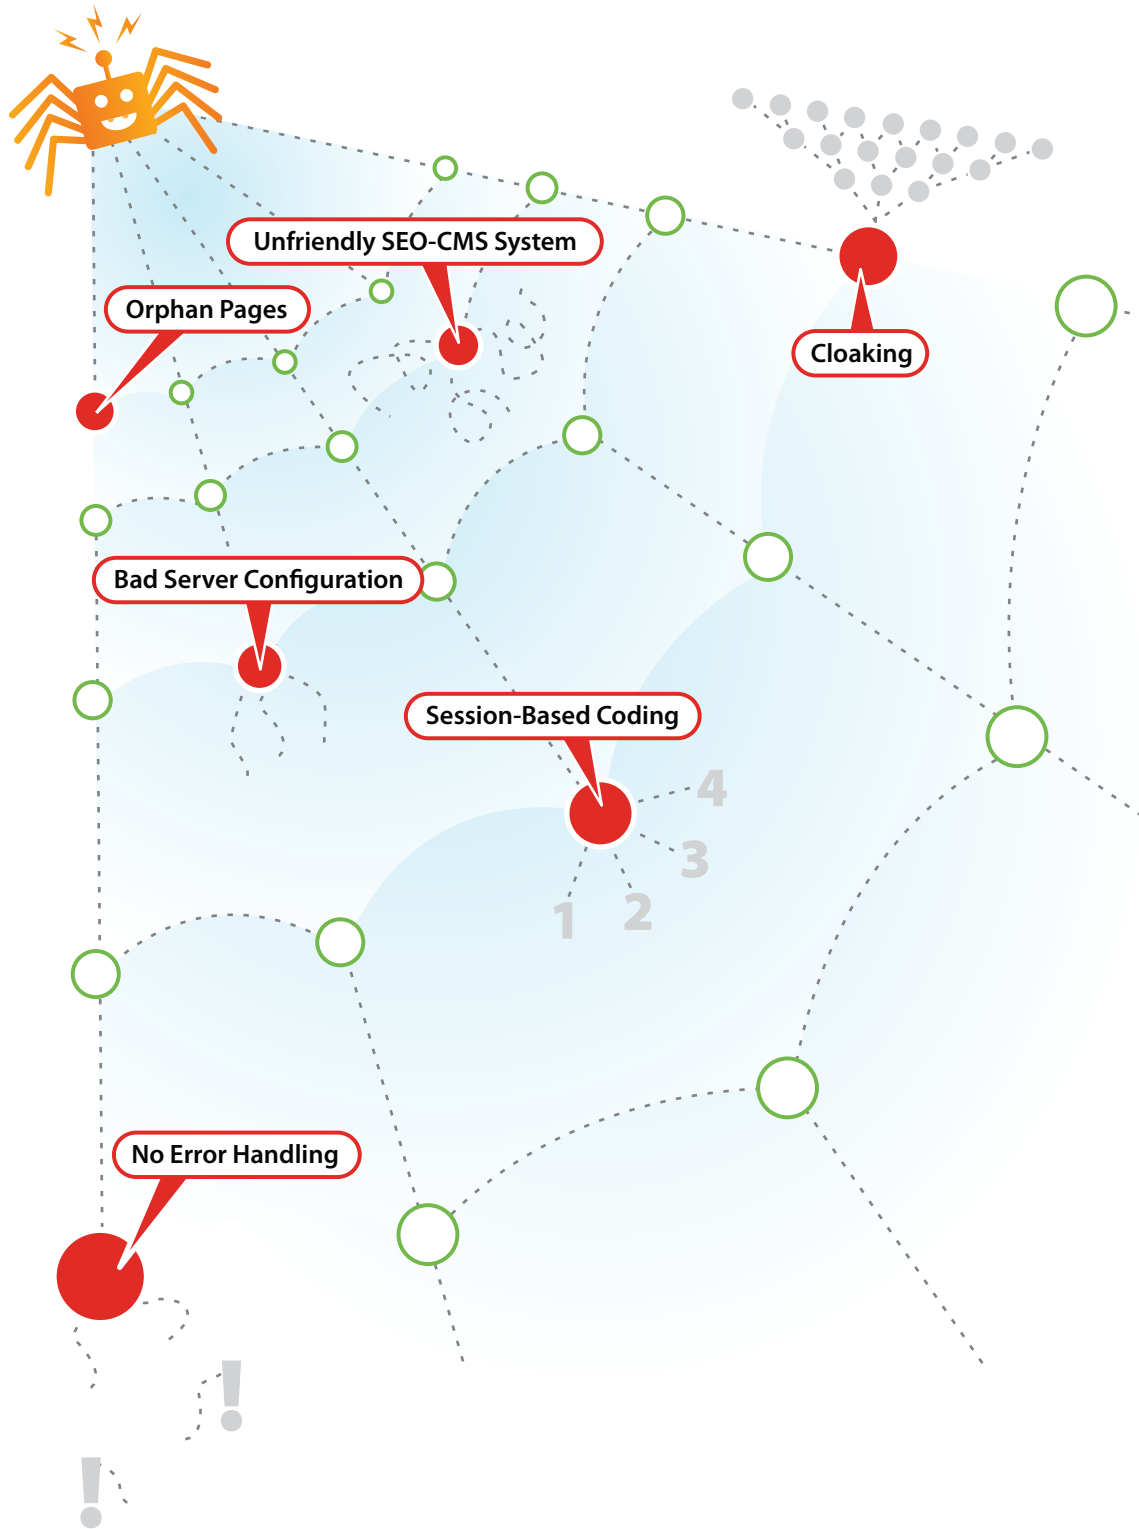 Unfriendly SEO-CMS System
Orphan Pages
Cloaking
Bad Server Configuration
Session-Based Coding
4
3
2
1
No Error Handling
!
!